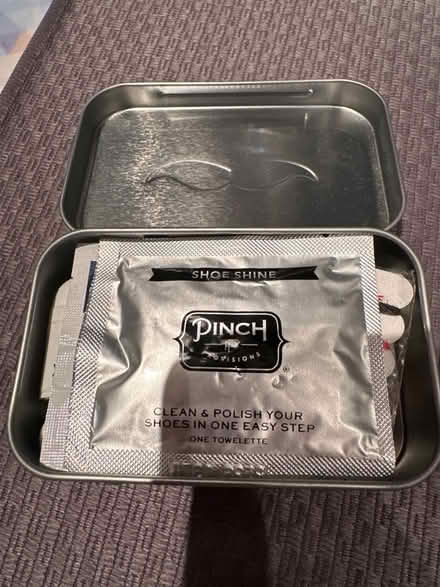 SHOE SHINE
PINCH
PROVISIONS
®
CLEAN & POLISH YOUR
SHOES IN ONE EASY STEP
ONE TOWELETTE